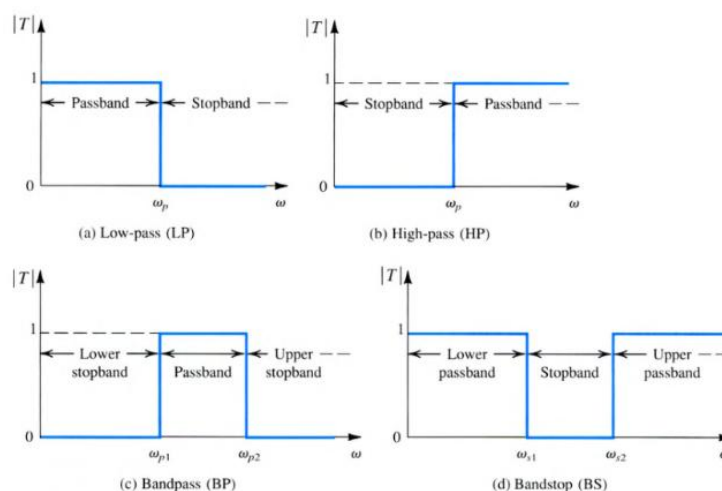 |T|
1
Passband
Stopband
0
ωp
ω
(a) Low-pass (LP)
|T|
1
Stopband
Passband
0
ωp
ω
(b) High-pass (HP)
|T|
1
Lower stopband
Passband
Upper stopband
0
ωp1
ωp2
ω
(c) Bandpass (BP)
|T|
1
Lower passband
Stopband
Upper passband
0
ωs1
ωs2
(d) Bandstop (BS)